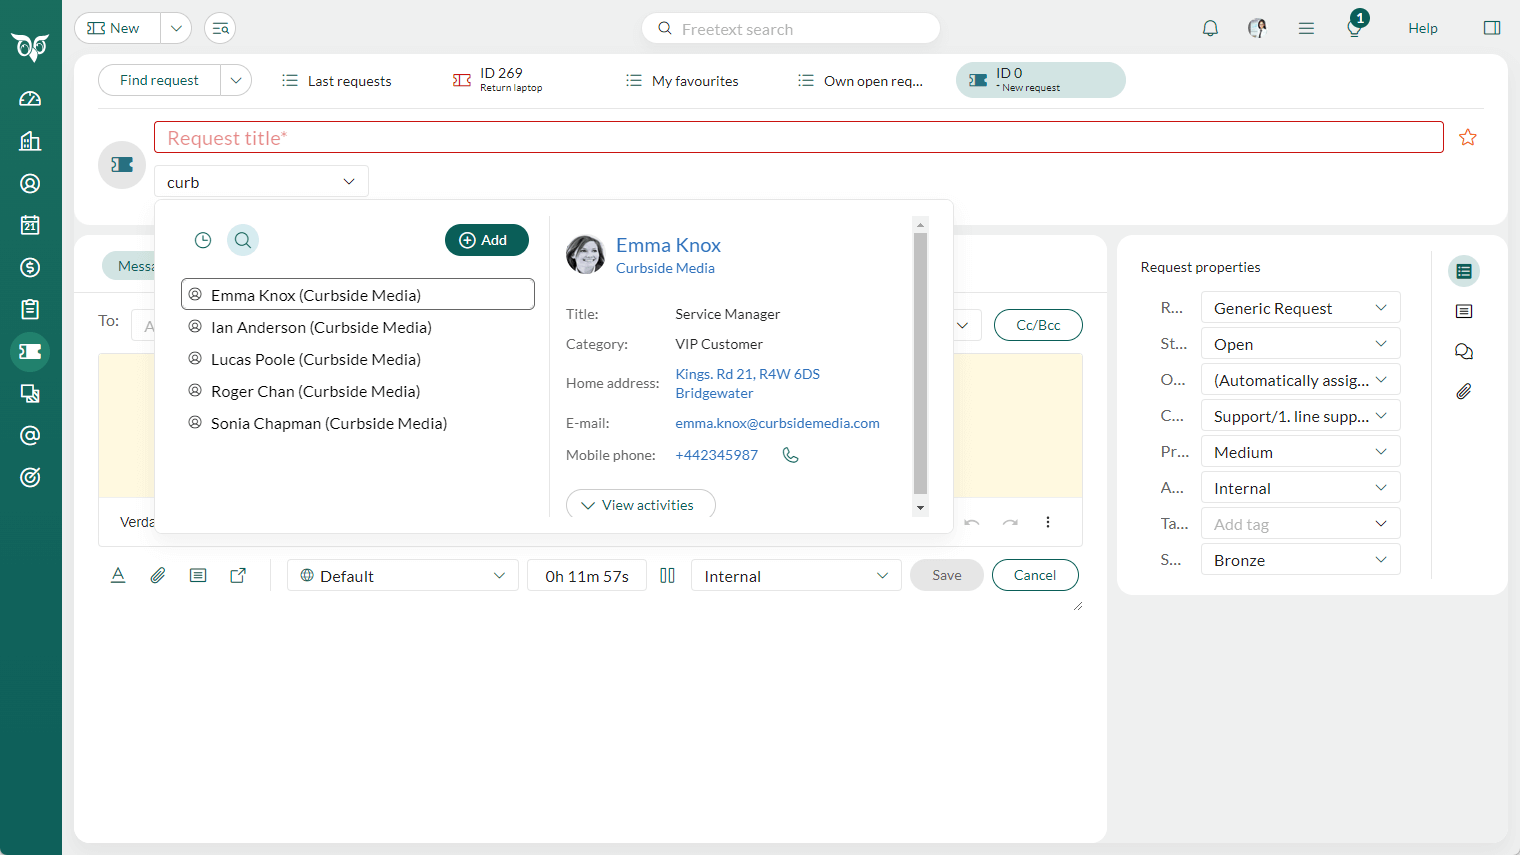 New
Freetext search
1
Help
Find request
Last requests
ID 269
Return laptop
My favourites
Own open req...
ID 0
- New request
Request title*
curb
21
Add
Messa
To:
A
Cc/Bcc
Emma Knox (Curbside Media)
Ian Anderson (Curbside Media)
Lucas Poole (Curbside Media)
Roger Chan (Curbside Media)
Sonia Chapman (Curbside Media)
Emma Knox
Curbside Media
Title: Service Manager
Category: VIP Customer
Home address: Kings. Rd 21, R4W 6DS
Bridgewater
E-mail: emma.knox@curbsidemedia.com
Mobile phone: +442345987
View activities
Verda
Default
0h 11m 57s
Internal
Save
Cancel
Request properties
R... Generic Request
St... Open
O... (Automatically assig...
C... Support/1. line supp...
Pr... Medium
A... Internal
Ta... Add tag
S... Bronze